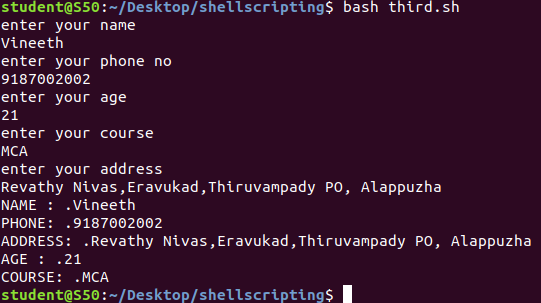 student@S50:~/Desktop/shellscripting$ bash third.sh
enter your name
Vineeth
enter your phone no
9187002002
enter your age
21
enter your course
MCA
enter your address
Revathy Nivas,Eravukad,Thiruvampady PO, Alappuzha
NAME : .Vineeth
PHONE: .9187002002
ADDRESS: .Revathy Nivas,Eravukad,Thiruvampady PO, Alappuzha
AGE : .21
COURSE: .MCA
student@S50:~/Desktop/shellscripting$